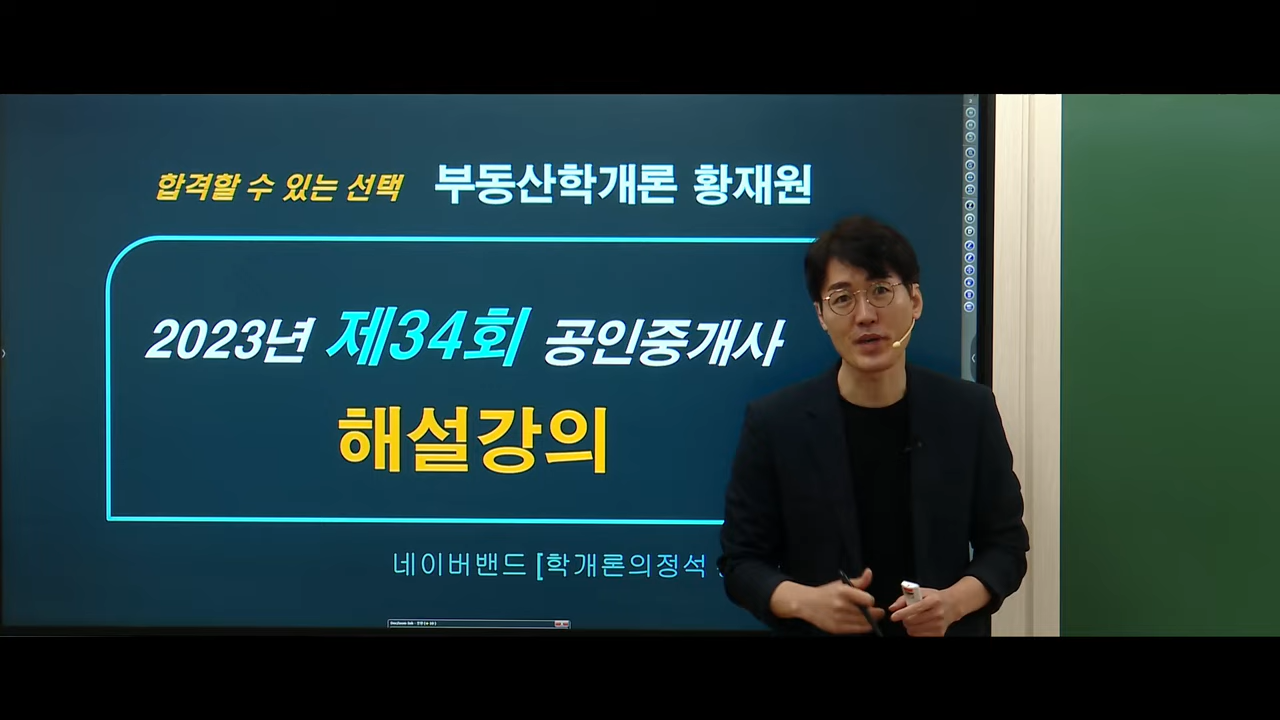 합격할 수 있는 선택 부동산학개론 황재원
2023년 제34회 공인중개사
해설강의
네이버밴드 [학개론의정석